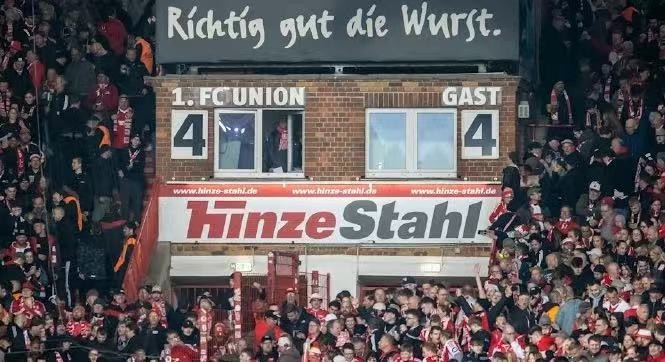 Richtig gut die Wurst.
1. FC UNION GAST
4 4
www.hinze-stahl.de www.hinze-stahl.de www.hinze-stahl.de
HinzeStahl